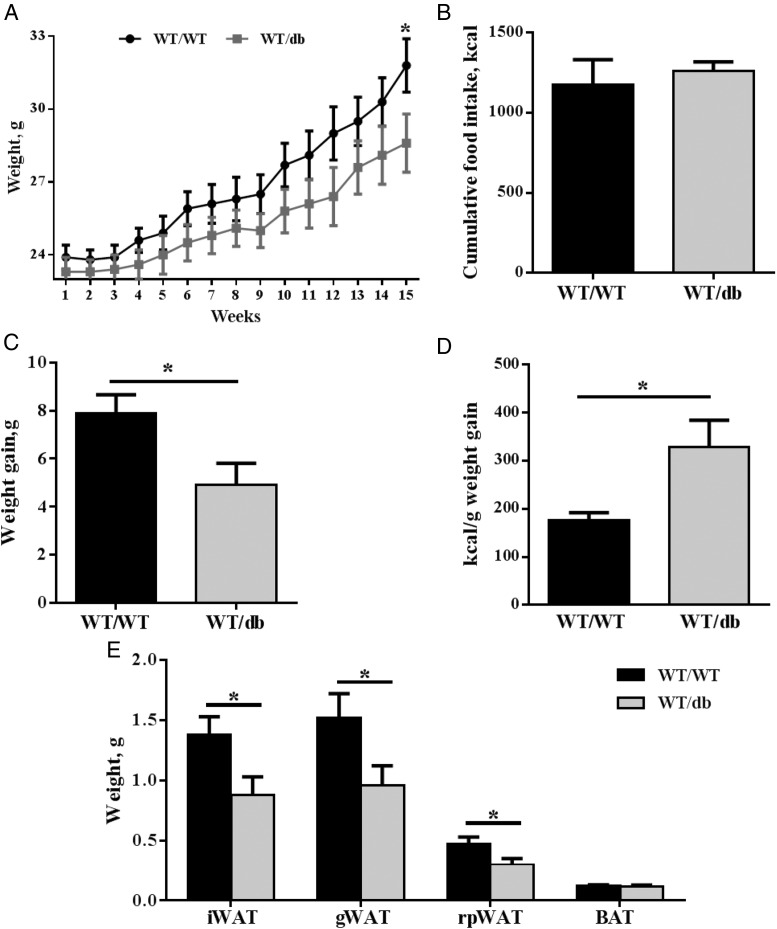 A
WT/WT
WT/db
*
33
30
27
24
Weight, g
1 2 3 4 5 6 7 8 9 10 11 12 13 14 15
Weeks
B
1500
1000
500
0
Cumulative food intake, kcal
WT/WT WT/db
C
*
10
8
6
4
2
0
Weight gain,g
WT/WT WT/db
D
*
500
400
300
200
100
0
kcal/g weight gain
WT/WT WT/db
E
WT/WT
WT/db
* * *
2.0
1.5
1.0
0.5
0.0
Weight, g
iWAT gWAT rpWAT BAT